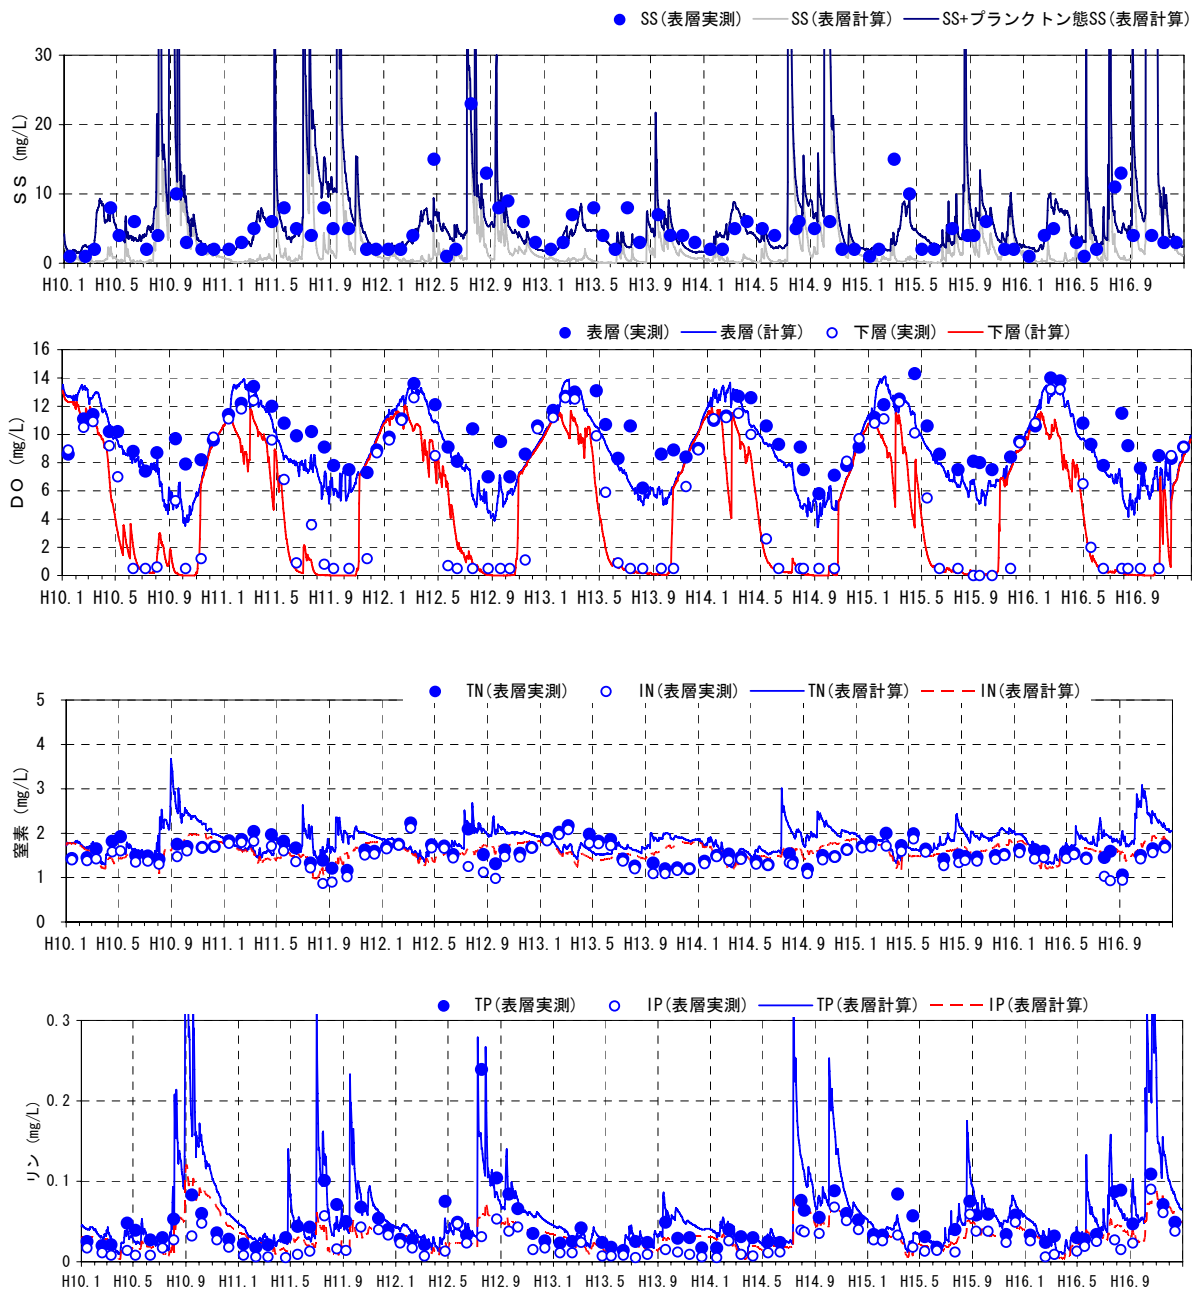 SS(表層実測) SS(表層計算) SS+プランクトン態SS(表層計算)
SS (mg/L)
30
20
10
0
H10.1 H10.5 H10.9 H11.1 H11.5 H11.9 H12.1 H12.5 H12.9 H13.1 H13.5 H13.9 H14.1 H14.5 H14.9 H15.1 H15.5 H15.9 H16.1 H16.5 H16.9
表層(実測) 表層(計算) 下層(実測) 下層(計算)
DO (mg/L)
16
14
12
10
8
6
4
2
0
H10.1 H10.5 H10.9 H11.1 H11.5 H11.9 H12.1 H12.5 H12.9 H13.1 H13.5 H13.9 H14.1 H14.5 H14.9 H15.1 H15.5 H15.9 H16.1 H16.5 H16.9
TN(表層実測) IN(表層実測) TN(表層計算) IN(表層計算)
窒素 (mg/L)
5
4
3
2
1
0
H10.1 H10.5 H10.9 H11.1 H11.5 H11.9 H12.1 H12.5 H12.9 H13.1 H13.5 H13.9 H14.1 H14.5 H14.9 H15.1 H15.5 H15.9 H16.1 H16.5 H16.9
TP(表層実測) IP(表層実測) TP(表層計算) IP(表層計算)
リン (mg/L)
0.3
0.2
0.1
0
H10.1 H10.5 H10.9 H11.1 H11.5 H11.9 H12.1 H12.5 H12.9 H13.1 H13.5 H13.9 H14.1 H14.5 H14.9 H15.1 H15.5 H15.9 H16.1 H16.5 H16.9